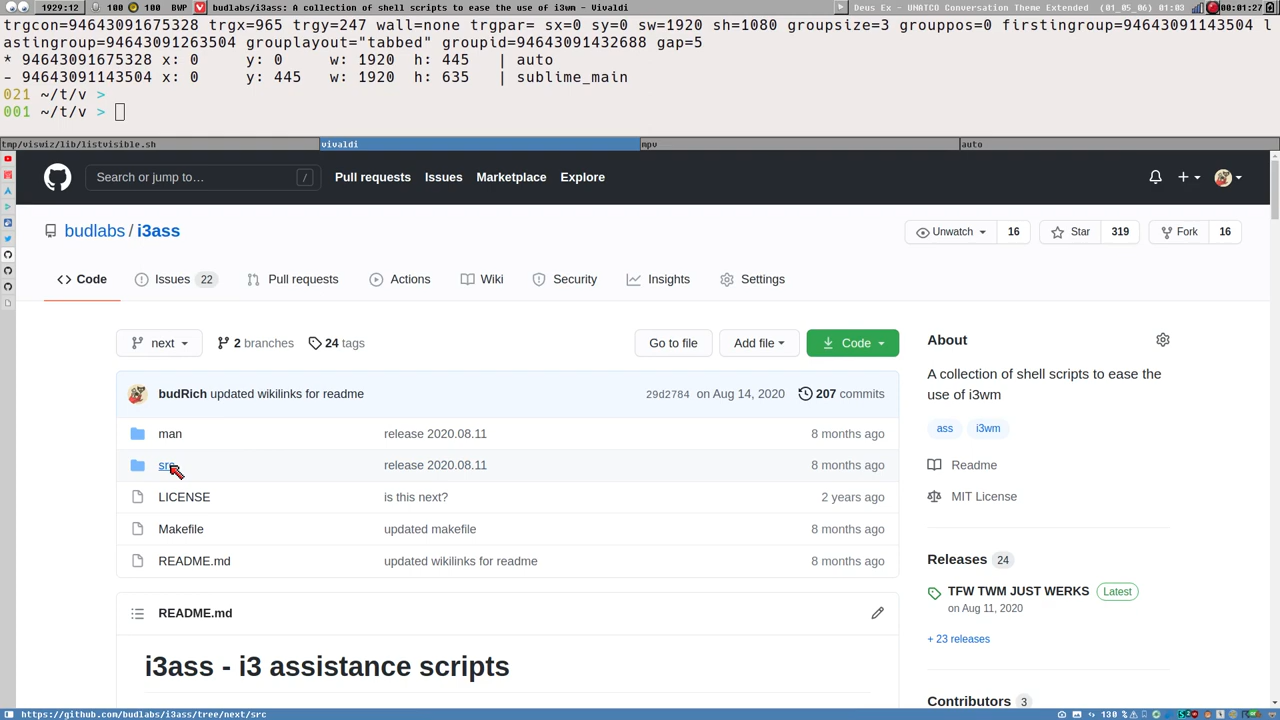 1929:12 100 100 BWP budlabs/i3ass: A collection of shell scripts to ease the use of i3wm - Vivaldi Deus Ex - UNATCO Conversation Theme Extended (01_05_06) 01:03 00:01:27
trgcon=94643091675328 trgx=965 trgy=247 wall=none trgpar= sx=0 sy=0 sw=1920 sh=1080 groupsize=3 grouppos=0 firstingroup=94643091143504 l
astingroup=94643091263504 grouplayout="tabbed" groupid=94643091432688 gap=5
* 94643091675328 x: 0 y: 0 w: 1920 h: 445 | auto
- 94643091143504 x: 0 y: 445 w: 1920 h: 635 | sublime_main
021 ~/t/v >
001 ~/t/v >
tmp/viswiz/lib/listvisible.sh vivaldi mpv auto
Search or jump to… / Pull requests Issues Marketplace Explore
budlabs / i3ass Unwatch 16 Star 319 Fork 16
<> Code Issues 22 Pull requests Actions Wiki Security Insights Settings
next 2 branches 24 tags Go to file Add file Code About
A collection of shell scripts to ease the
use of i3wm
budRich updated wikilinks for readme 29d2784 on Aug 14, 2020 207 commits
ass i3wm
man release 2020.08.11 8 months ago
src release 2020.08.11 8 months ago Readme
LICENSE is this next? 2 years ago MIT License
Makefile updated makefile 8 months ago
README.md updated wikilinks for readme 8 months ago
Releases 24
TFW TWM JUST WERKS Latest
on Aug 11, 2020
README.md
+ 23 releases
i3ass - i3 assistance scripts
Contributors 3
https://github.com/budlabs/i3ass/tree/next/src 130 %